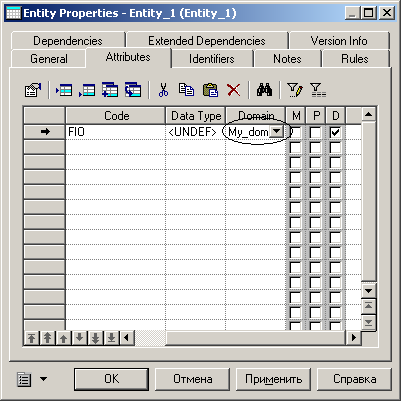 Entity Properties - Entity_1 (Entity_1)
Dependencies Extended Dependencies Version Info
General Attributes Identifiers Notes Rules
Code Data Type Domain M P D
FIO <UNDEF> My_dom
OK Отмена Применить Справка